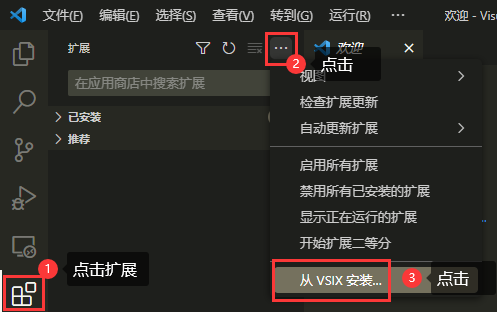 文件(F) 编辑(E) 选择(S) 查看(V) 转到(G) 运行(R) ··· 欢迎 - Vis
扩展 ···
欢迎
2 点击
在应用商店中搜索扩展
视图
检查扩展更新
已安装
自动更新扩展
推荐
启用所有扩展
禁用所有已安装的扩展
显示正在运行的扩展
开始扩展二等分
1 点击扩展
从 VSIX 安装...
3 点击